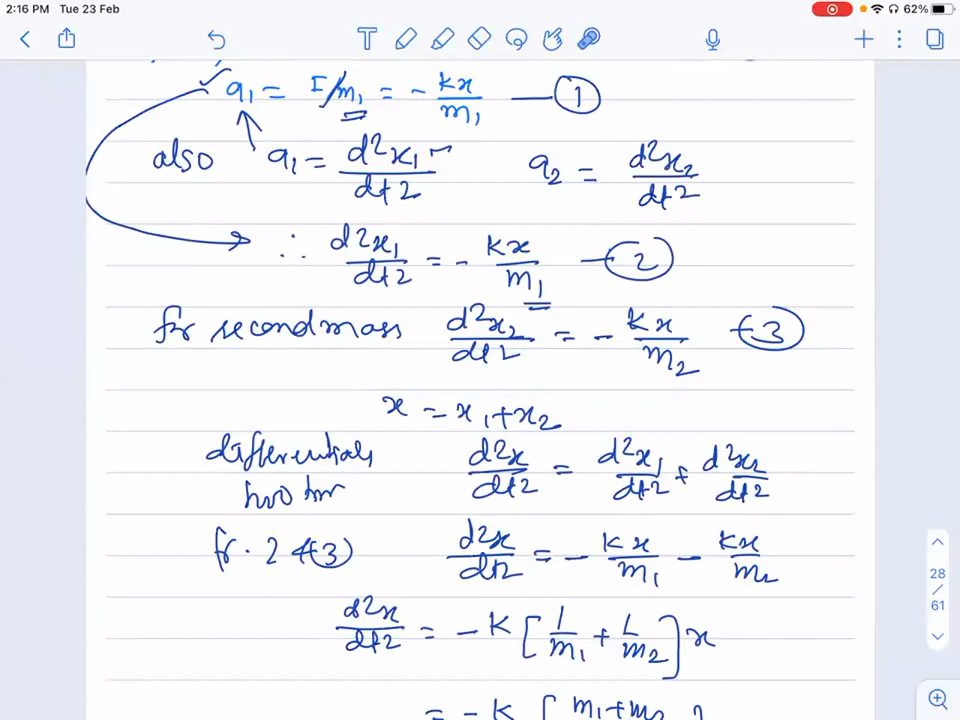 2:16 PM Tue 23 Feb 62%
a₁ = F/m₁ = - kx/m₁ — ①
also a₁ = d²x₁/dt² a₂ = d²x₂/dt²
∴ d²x₁/dt² = - kx/m₁ — ②
for second mass d²x₂/dt² = - kx/m₂ — ③
x = x₁ + x₂
differentials d²x/dt² = d²x₁/dt² + d²x₂/dt²
two
fr. 2 & ③ d²x/dt² = - kx/m₁ - kx/m₂
28
/
61
d²x/dt² = - K [1/m₁ + 1/m₂] x
= - K [m₁+m₂